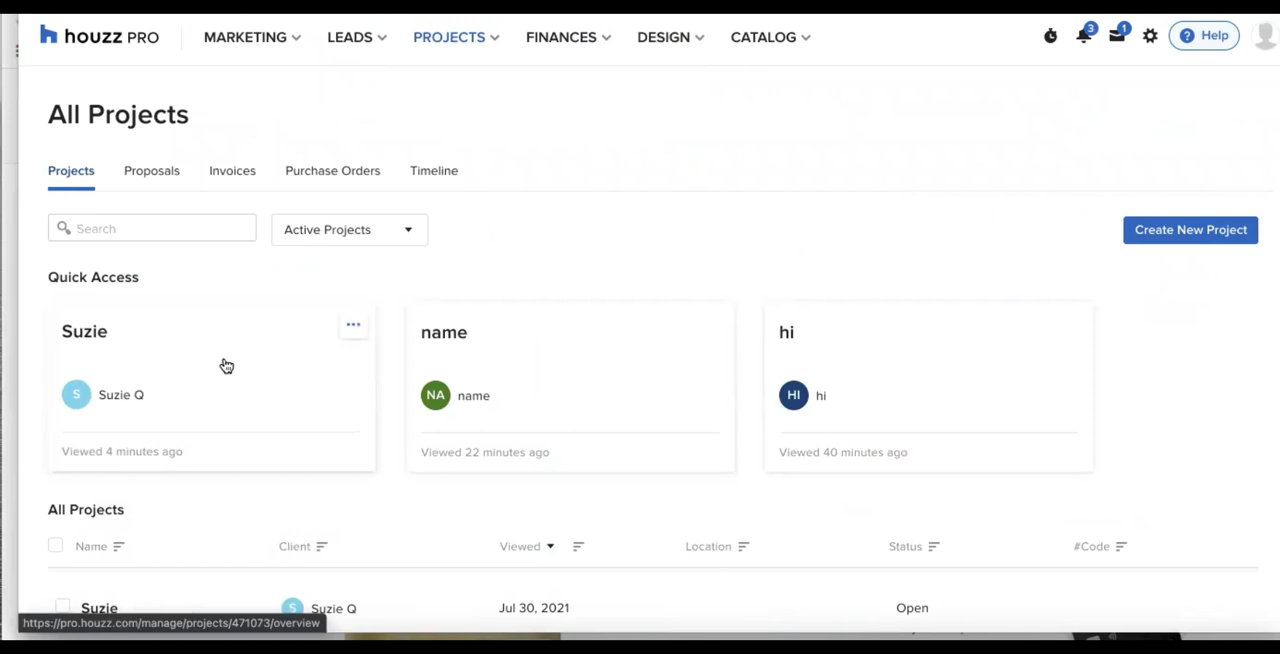 houzz PRO MARKETING LEADS PROJECTS FINANCES DESIGN CATALOG 3 1 ? Help
All Projects
Projects Proposals Invoices Purchase Orders Timeline
Search Active Projects Create New Project
Quick Access
Suzie ... name hi
S Suzie Q NA name HI hi
Viewed 4 minutes ago Viewed 22 minutes ago Viewed 40 minutes ago
All Projects
Name Client Viewed Location Status #Code
Suzie S Suzie Q Jul 30, 2021 Open
https://pro.houzz.com/manage/projects/471073/overview